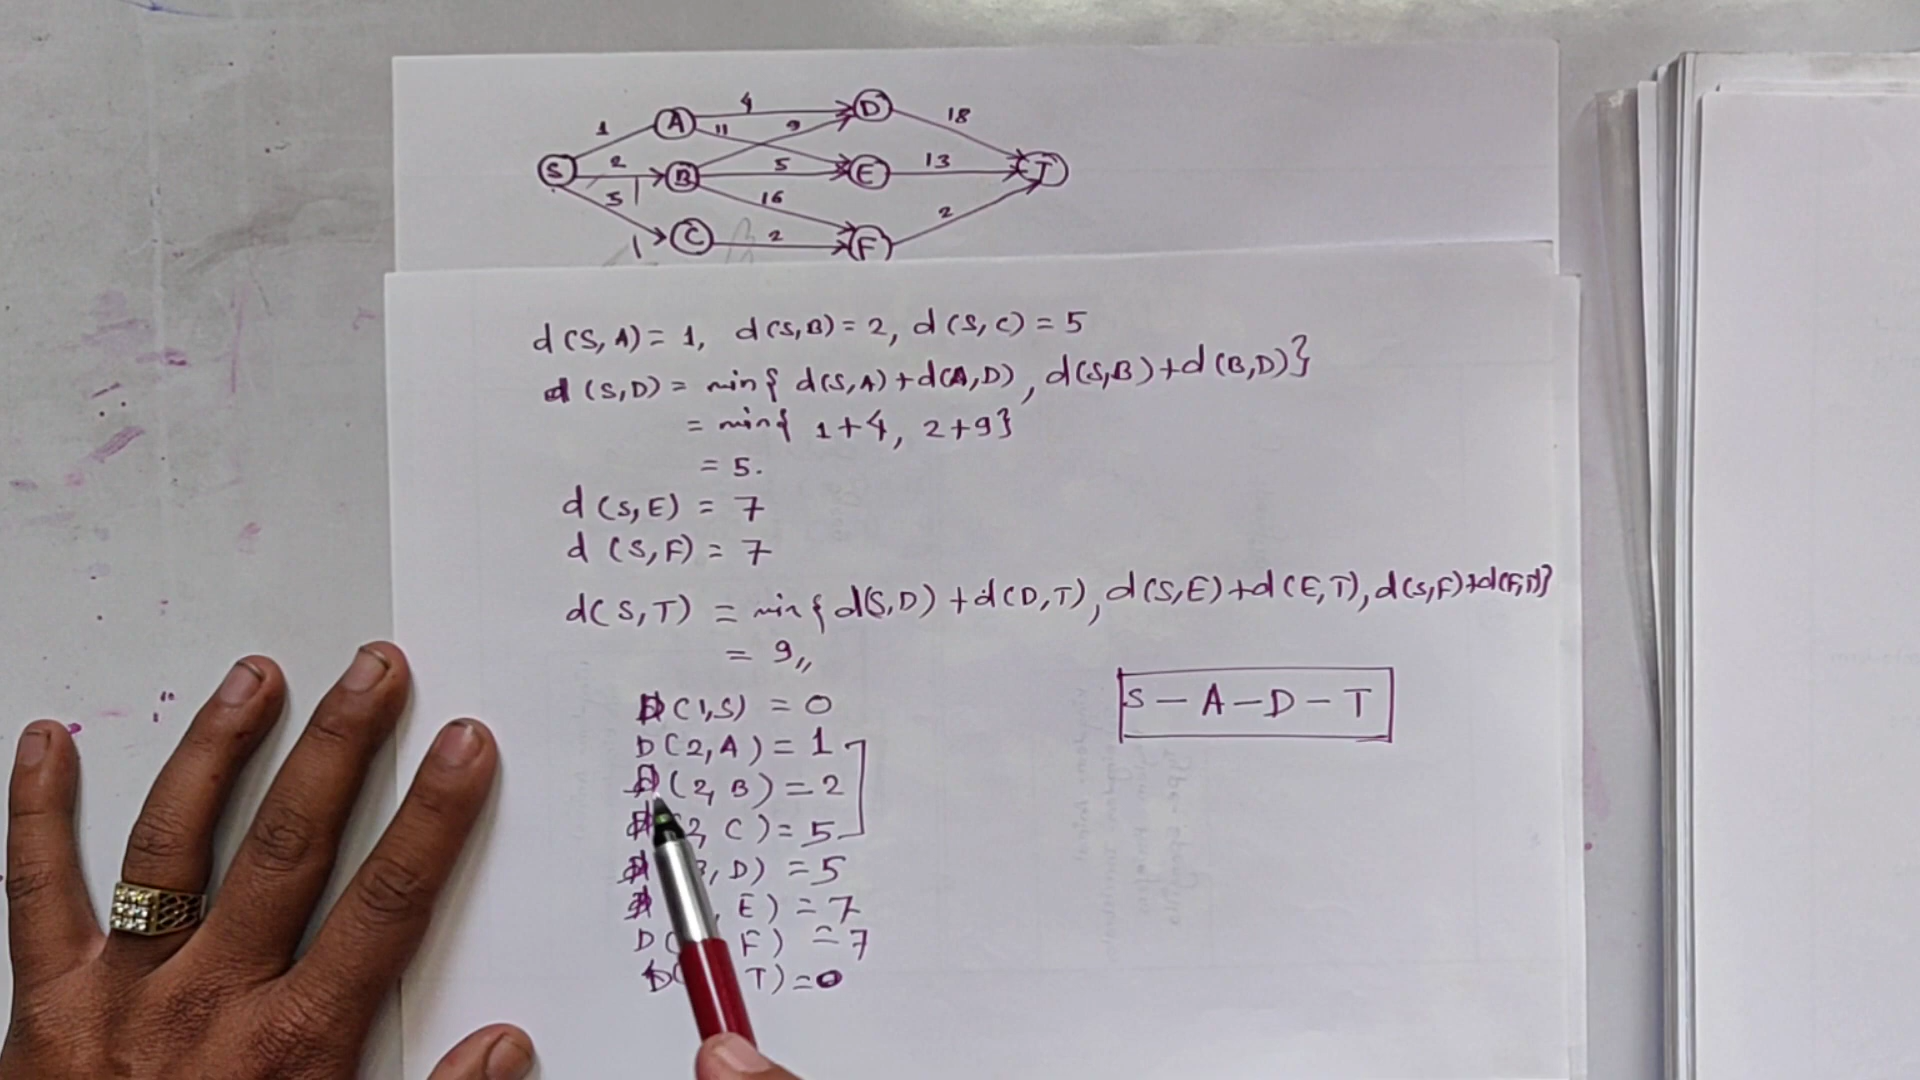 1 A 4 D 18
11 9
S 2 B 5 E 13 T
5 16 2
C 2 F
d(S,A) = 1, d(S,B) = 2, d(S,C) = 5
d(S,D) = min{ d(S,A)+d(A,D), d(S,B)+d(B,D)}
= min{ 1+4, 2+9}
= 5.
d(S,E) = 7
d(S,F) = 7
d(S,T) = min{d(S,D)+d(D,T), d(S,E)+d(E,T), d(S,F)+d(F,T)}
= 9,,
D(1,S) = 0
S-A-D-T
D(2,A) = 1
D(2,B) = 2
2, C) = 5
, D) = 5
, E) = 7
D( F) = 7
D( T) = 0